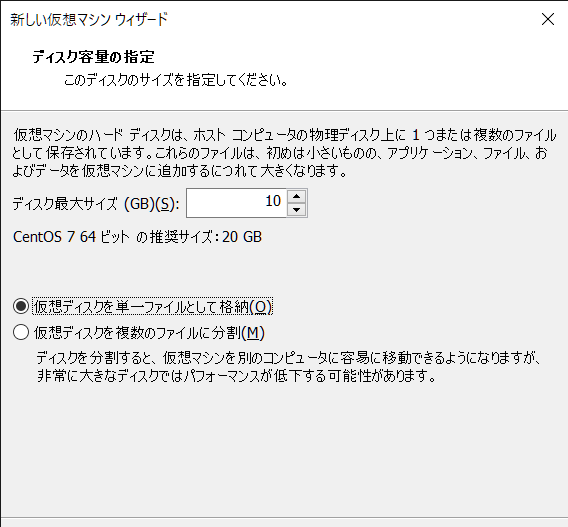 新しい仮想マシン ウィザード
ディスク容量の指定
このディスクのサイズを指定してください。
仮想マシンのハード ディスクは、ホスト コンピュータの物理ディスク上に 1 つまたは複数のファイル
として保存されています。これらのファイルは、初めは小さいものの、アプリケーション、ファイル、お
よびデータを仮想マシンに追加するにつれて大きくなります。
ディスク最大サイズ (GB)(S): 10
CentOS 7 64 ビット の推奨サイズ: 20 GB
仮想ディスクを単一ファイルとして格納(O)
仮想ディスクを複数のファイルに分割(M)
ディスクを分割すると、仮想マシンを別のコンピュータに容易に移動できるようになりますが、
非常に大きなディスクではパフォーマンスが低下する可能性があります。